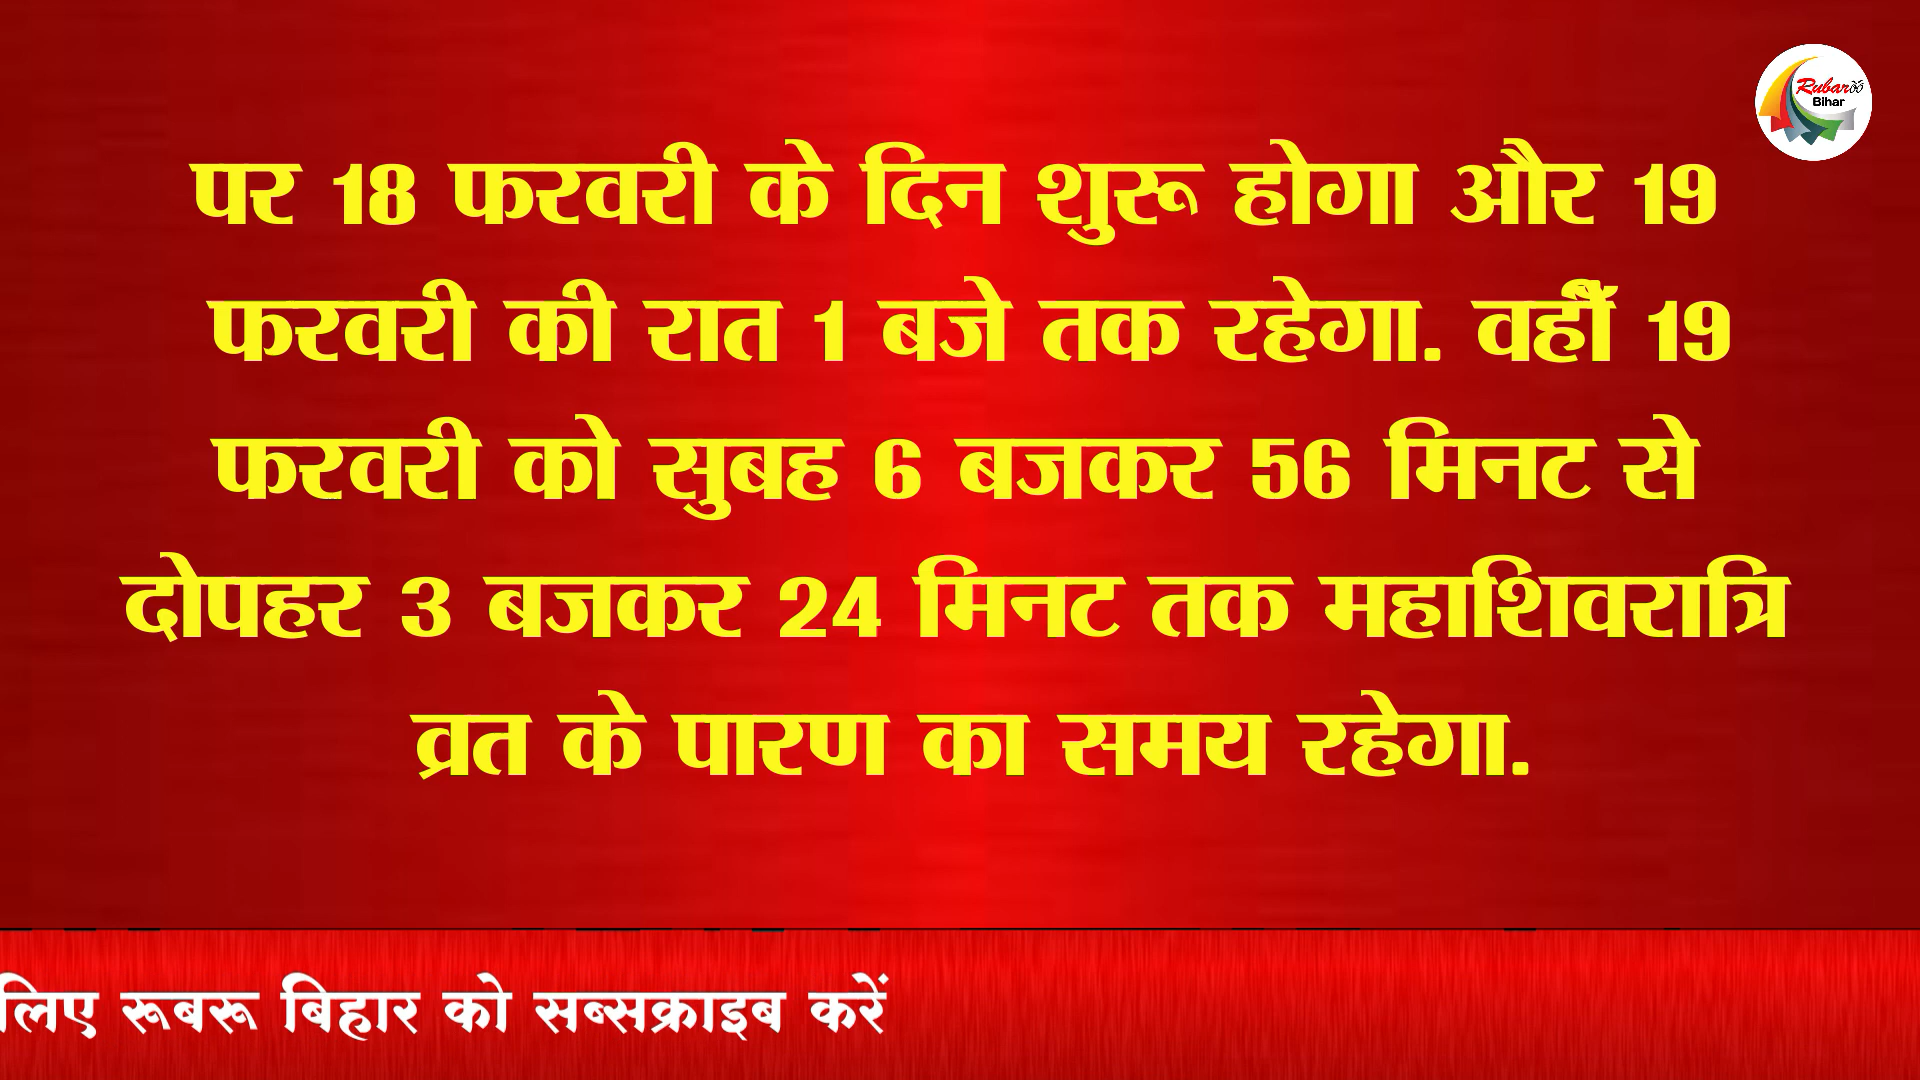 Rubaroo
Bihar
पर 18 फरवरी के दिन शुरू होगा और 19
फरवरी की रात 1 बजे तक रहेगा. वहीँ 19
फरवरी को सुबह 6 बजकर 56 मिनट से
दोपहर 3 बजकर 24 मिनट तक महाशिवरात्रि
व्रत के पारण का समय रहेगा.
लिए रूबरू बिहार को सब्सक्राइब करें